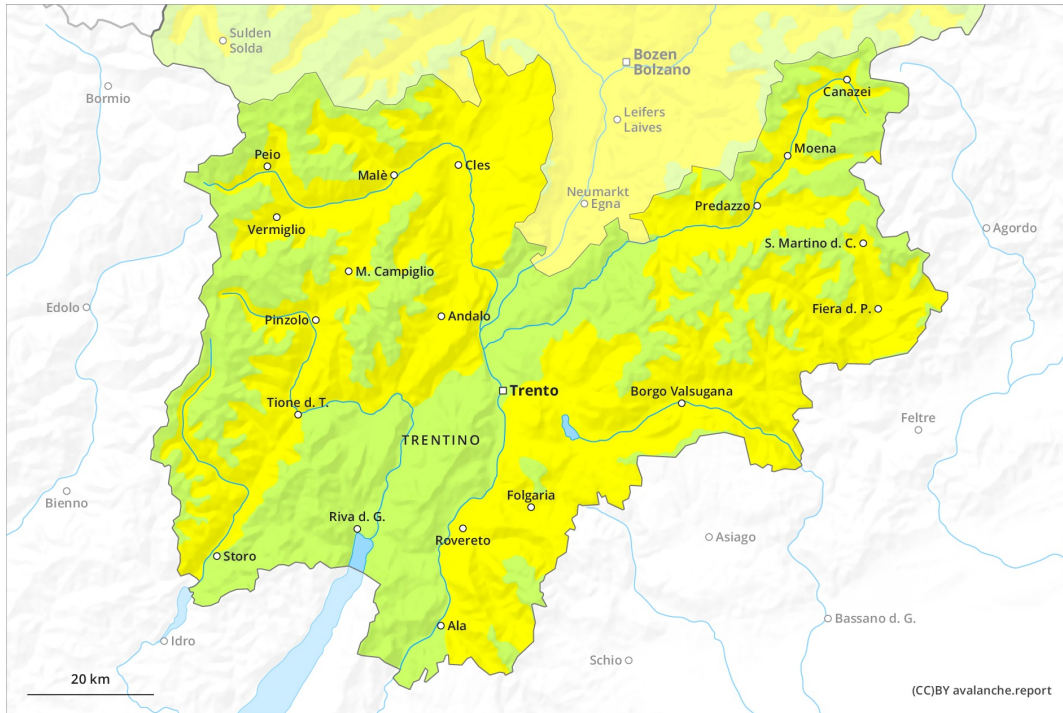 Sulden
Solda
Bozen
Bolzano
Canazei
Bormio
Leifers
Laives
Moena
Peio
Malè
Cles
Neumarkt
Egna
Predazzo
Vermiglio
S. Martino d. C.
Agordo
M. Campiglio
Edolo
Pinzolo
Andalo
Fiera d. P.
Trento
Borgo Valsugana
Tione d. T.
Feltre
TRENTINO
Bienno
Folgaria
Riva d. G.
Rovereto
Asiago
Storo
Bassano d. G.
Ala
Idro
Schio
20 km
(CC)BY avalanche.report